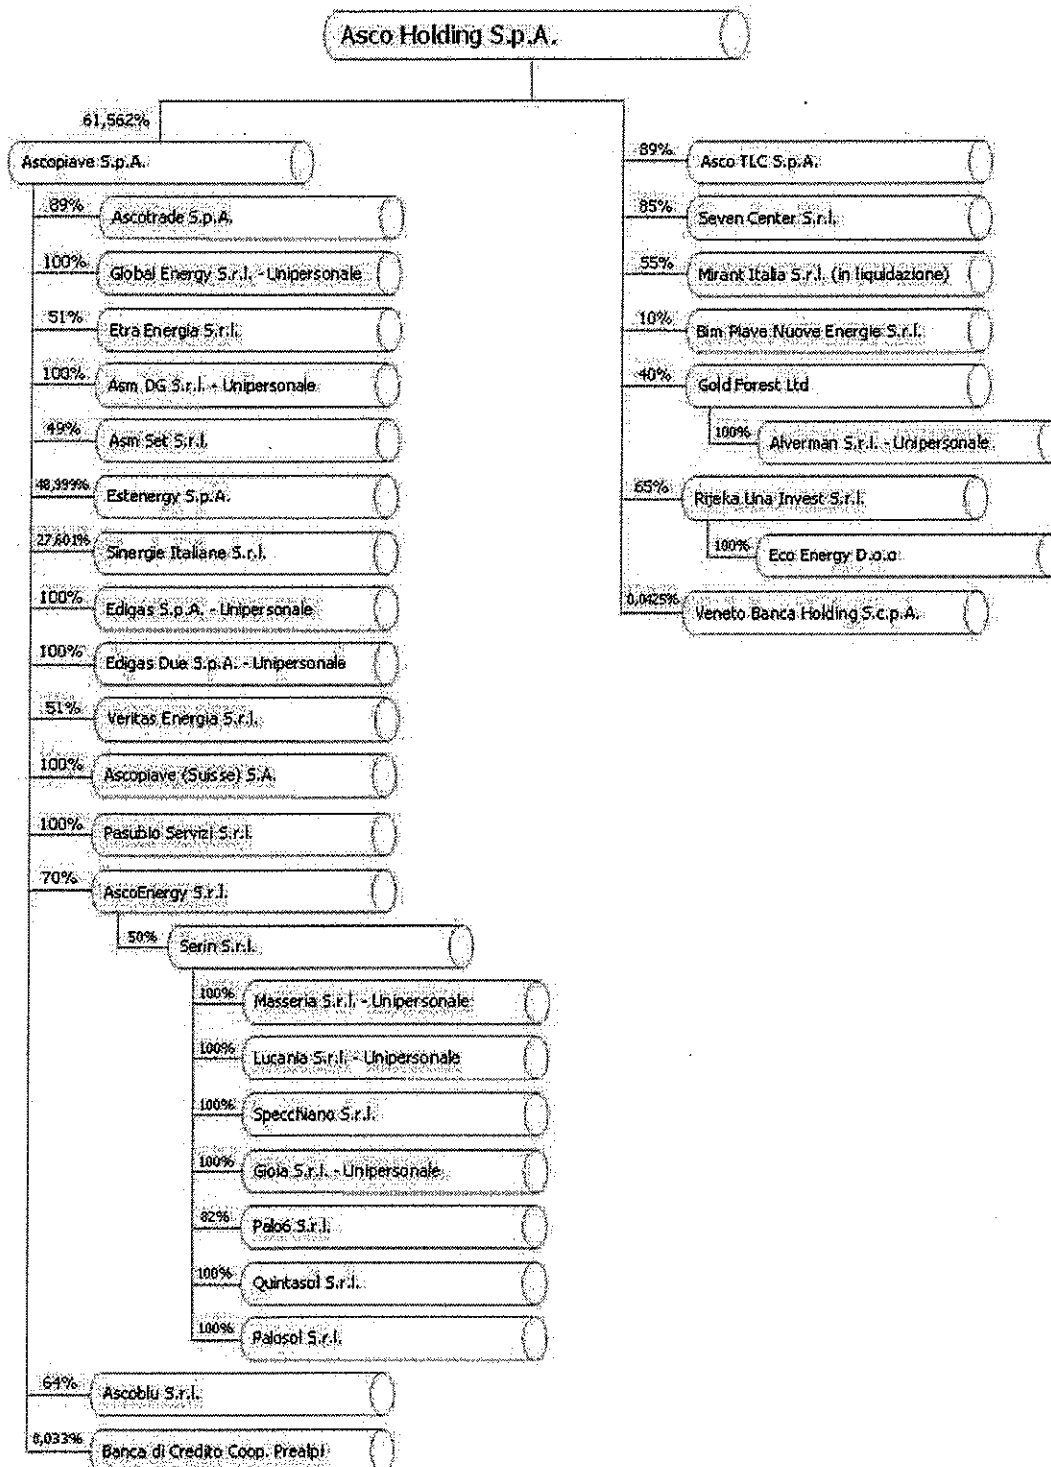 Asco Holding S.p.A.
61,562%
Ascopiave S.p.A.
89%
Ascotrade S.p.A.
100%
Global Energy S.r.l. - Unipersonale
51%
Etra Energia S.r.l.
100%
Asm DG S.r.l. - Unipersonale
49%
Asm Set S.r.l.
48,999%
Estenergy S.p.A.
27,601%
Sinergie Italiane S.r.l.
100%
Edigas S.p.A. - Unipersonale
100%
Edigas Due S.p.A. - Unipersonale
51%
Veritas Energia S.r.l.
100%
Ascopiave (Suisse) S.A.
100%
Pasubio Servizi S.r.l.
70%
AscoEnergy S.r.l.
50%
Serin S.r.l.
100%
Masseria S.r.l. - Unipersonale
100%
Lucania S.r.l. - Unipersonale
100%
Specchiano S.r.l.
100%
Gioia S.r.l. - Unipersonale
82%
Palo6 S.r.l.
100%
Quintasol S.r.l.
100%
Palosol S.r.l.
64%
Ascoblu S.r.l.
0,033%
Banca di Credito Coop. Prealpi
89%
Asco TLC S.p.A.
85%
Seven Center S.r.l.
55%
Mirant Italia S.r.l. (in liquidazione)
10%
Bim Piave Nuove Energie S.r.l.
40%
Gold Forest Ltd
100%
Alverman S.r.l. - Unipersonale
65%
Rijeka Una Invest S.r.l.
100%
Eco Energy D.o.o
0,0425%
Veneto Banca Holding S.c.p.A.